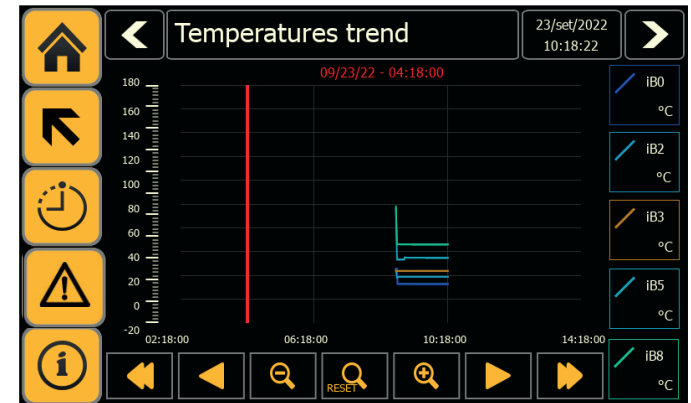 Temperatures trend
23/set/2022
10:18:22
09/23/22 - 04:18:00
180
160
140
120
100
80
60
40
20
0
-20
02:18:00 06:18:00 10:18:00 14:18:00
iB0
°C
iB2
°C
iB3
°C
iB5
°C
iB8
°C
RESET